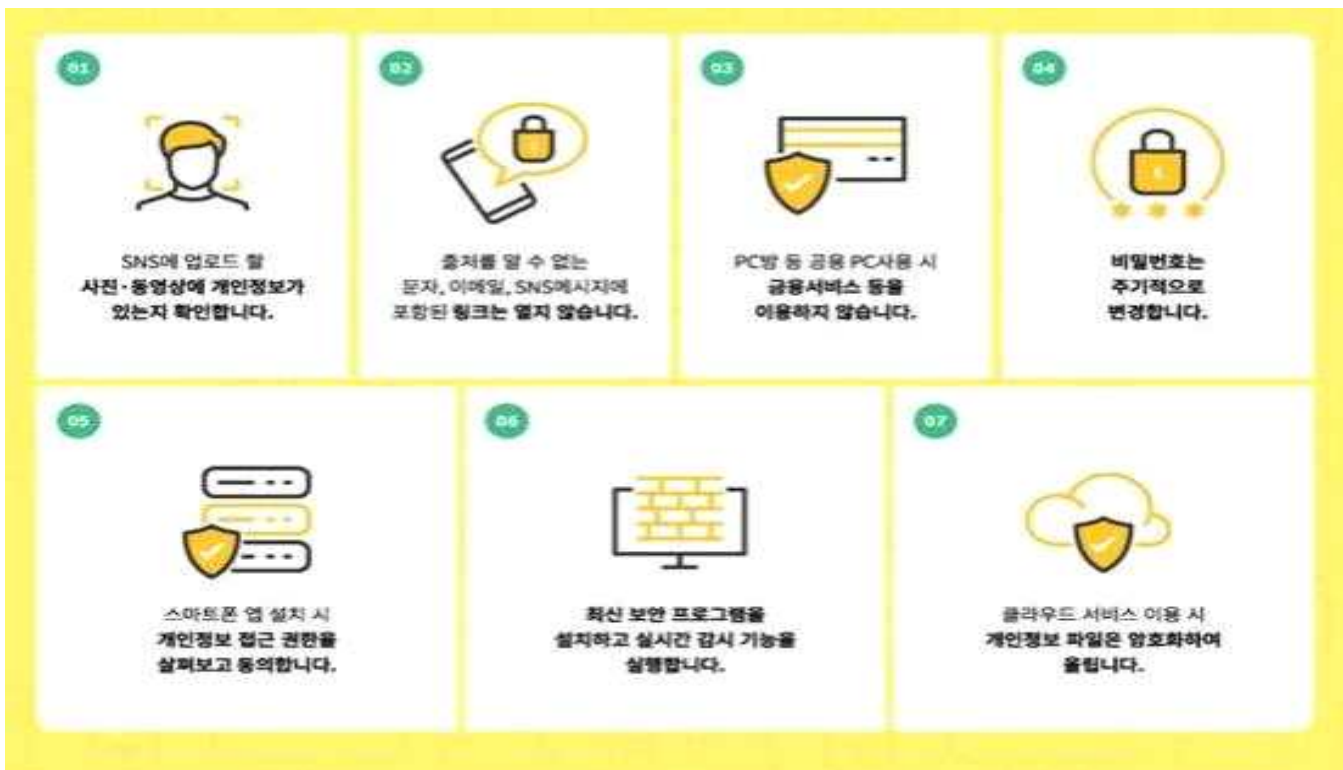 01
SNS에 업로드 할
사진·동영상에 개인정보가
있는지 확인합니다.
02
출처를 알 수 없는
문자, 이메일, SNS메시지에
포함된 링크는 열지 않습니다.
03
PC방 등 공용 PC사용 시
금융서비스 등을
이용하지 않습니다.
04
비밀번호는
주기적으로
변경합니다.
05
스마트폰 앱 설치 시
개인정보 접근 권한을
살펴보고 동의합니다.
06
최신 보안 프로그램을
설치하고 실시간 감시 기능을
실행합니다.
07
클라우드 서비스 이용 시
개인정보 파일은 암호화하여
올립니다.